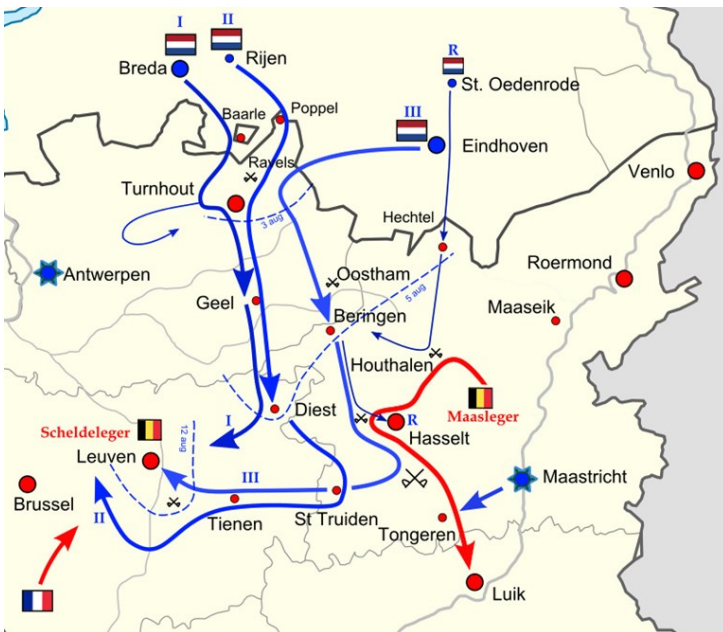 I
II
R
Breda
Rijen
St. Oedenrode
III
Baarle
Poppel
Eindhoven
Ravels
Venlo
Turnhout
3 aug
Hechtel
Antwerpen
Oostham
Roermond
5 aug
Geel
Beringen
Maaseik
Houthalen
Maasleger
Diest
I
R
Hasselt
Scheldeleger
12 aug
Leuven
III
Maastricht
Brussel
II
Tienen
St Truiden
Tongeren
Luik